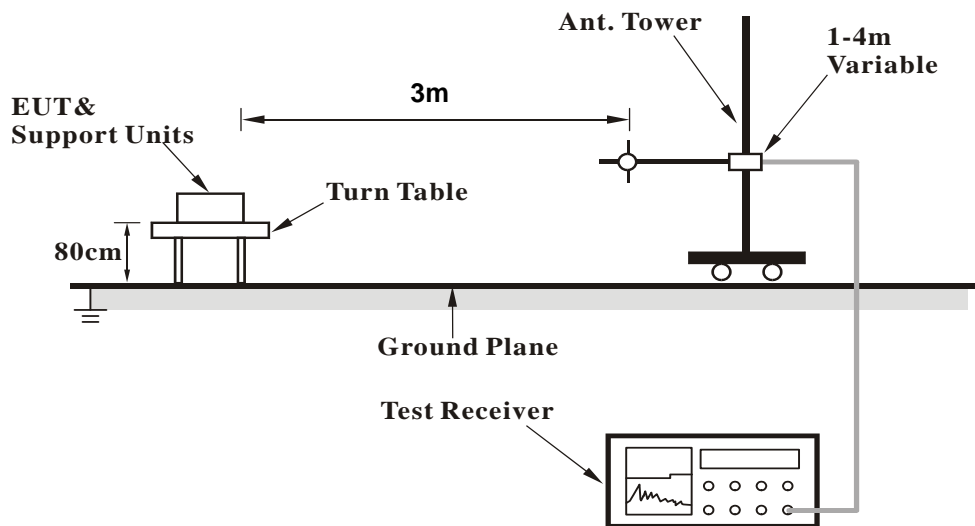 Ant. Tower
1-4m
Variable
3m
EUT&
Support Units
Turn Table
80cm
Ground Plane
Test Receiver